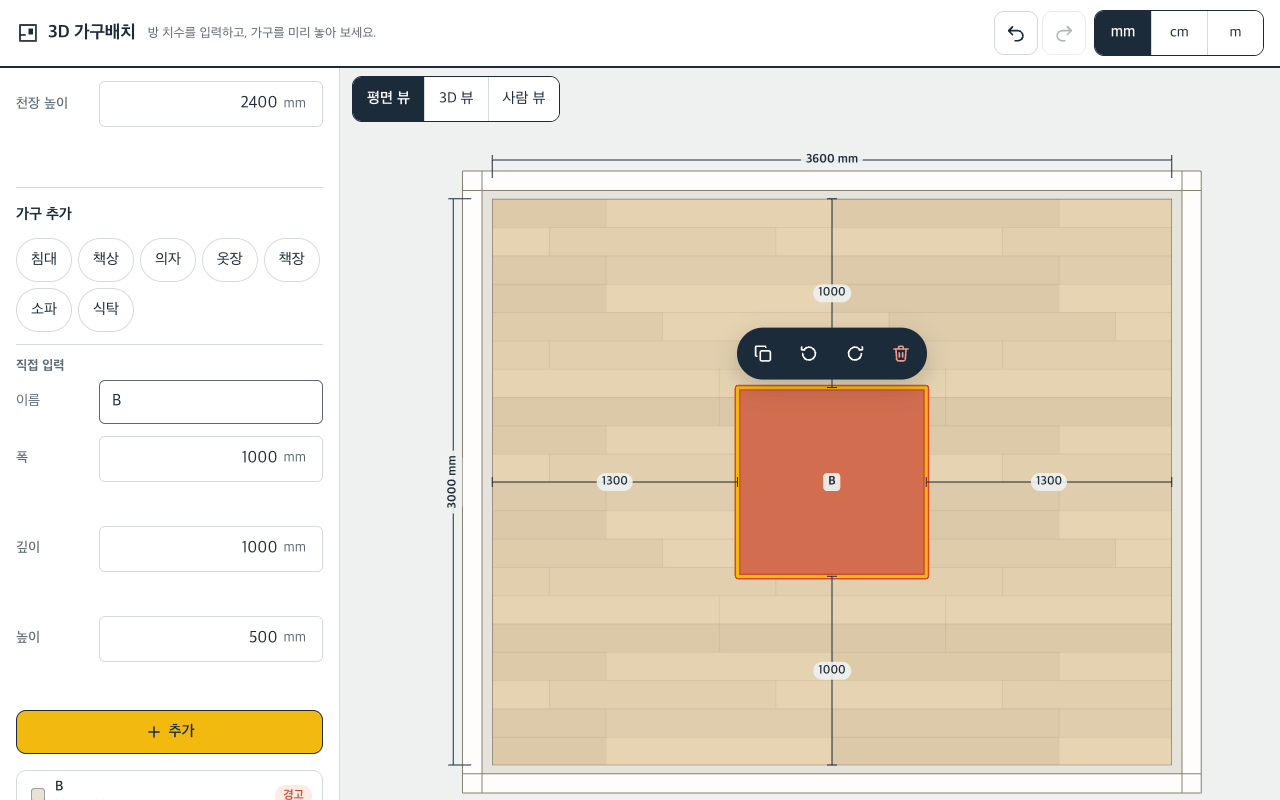 3D 가구배치 방 치수를 입력하고, 가구를 미리 놓아 보세요.
mm cm m
천장 높이 2400 mm
가구 추가
침대 책상 의자 옷장 책장
소파 식탁
직접 입력
이름 B
폭 1000 mm
깊이 1000 mm
높이 500 mm
+ 추가
B
경고
평면 뷰 3D 뷰 사람 뷰
3600 mm
1000
3000 mm
1300 B 1300
1000